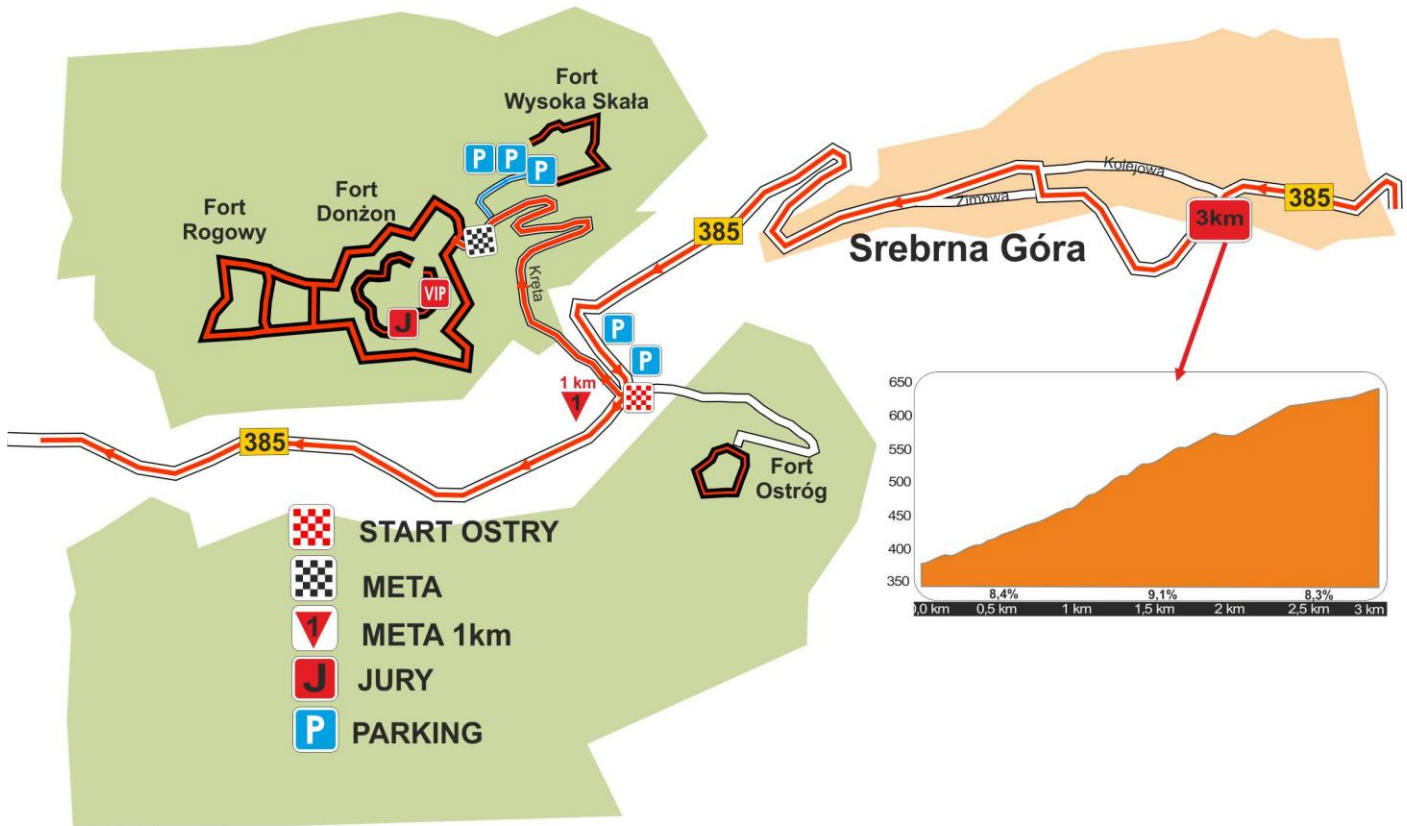 Fort
Wysoka Skała
P
P
P
Fort
Donżon
Fort
Rogowy
VIP
J
Kręta
385
Kolejowa
Zimowa
385
3km
Srebrna Góra
P
P
1 km
1
385
Fort
Ostróg
START OSTRY
META
1
META 1km
J
JURY
P
PARKING
650
600
550
500
450
400
350
8,4%
9,1%
8,3%
,0 km
0,5 km
1 km
1,5 km
2 km
2,5 km
3 km